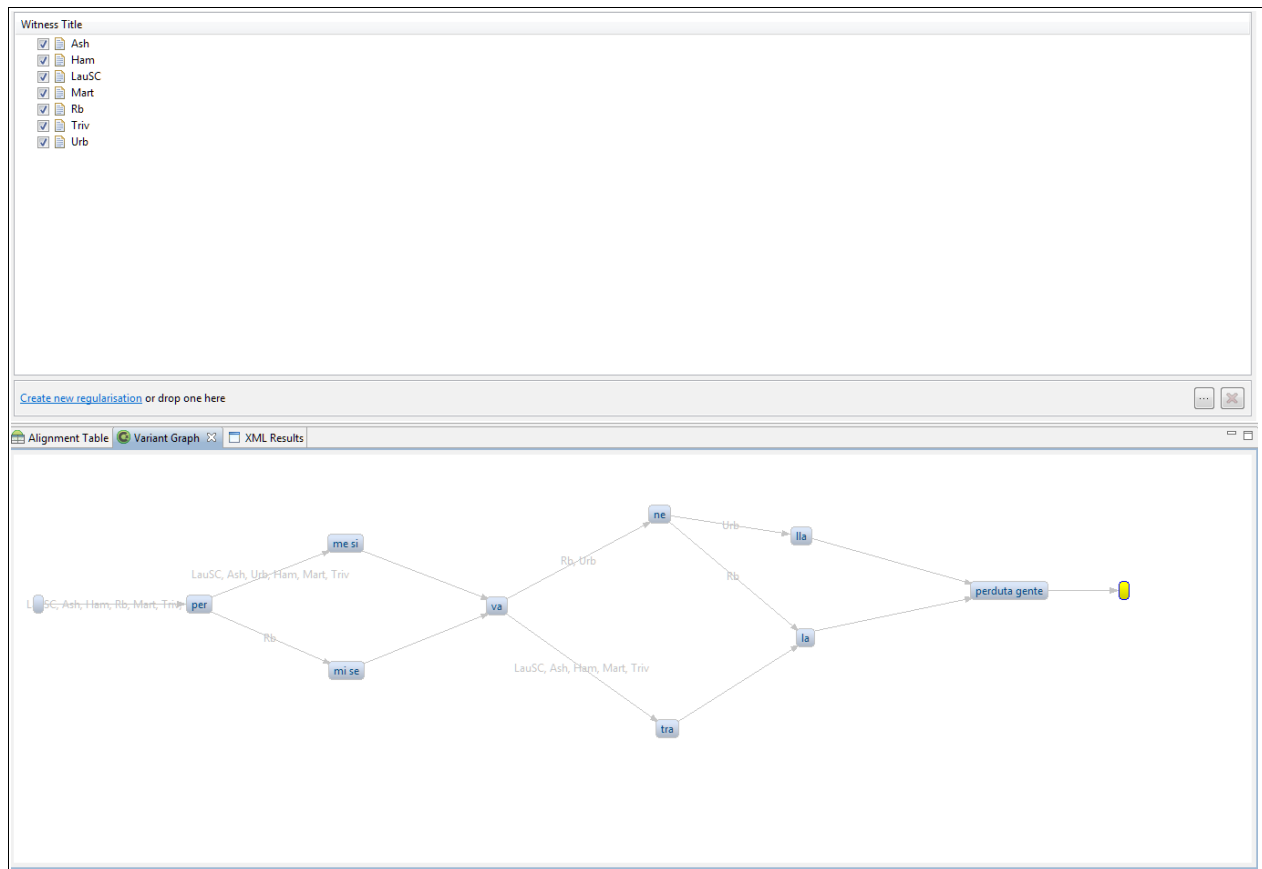 Witness Title
Ash
Ham
LauSC
Mart
Rb
Triv
Urb
Create new regularisation or drop one here
...
Alignment Table Variant Graph XML Results
ne
Urb
lla
me si
Rb, Urb
LauSC, Ash, Urb, Ham, Mart, Triv
Rb
perduta gente
SC, Ash, Ham, Rb, Mart, Triv
per
va
Rb
la
mi se
LauSC, Ash, Ham, Mart, Triv
tra